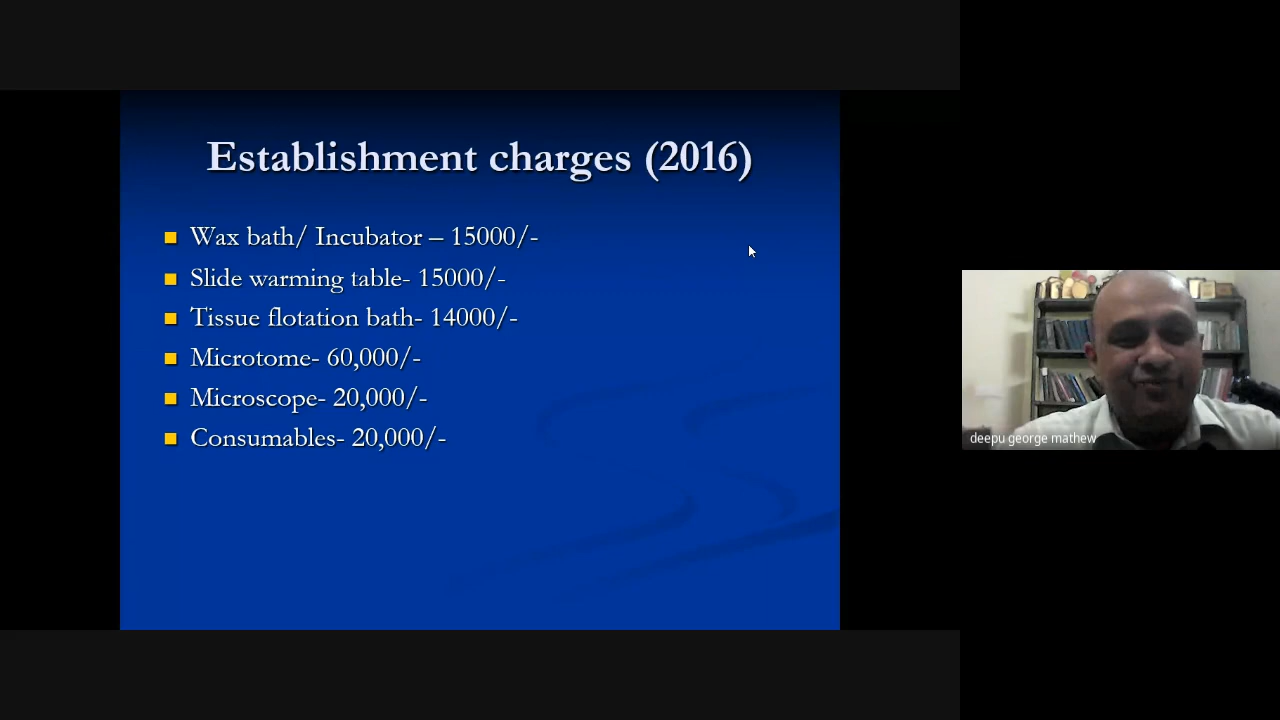 Establishment charges (2016)
Wax bath/ Incubator – 15000/-
Slide warming table- 15000/-
Tissue flotation bath- 14000/-
Microtome- 60,000/-
Microscope- 20,000/-
Consumables- 20,000/-
deepu george mathew